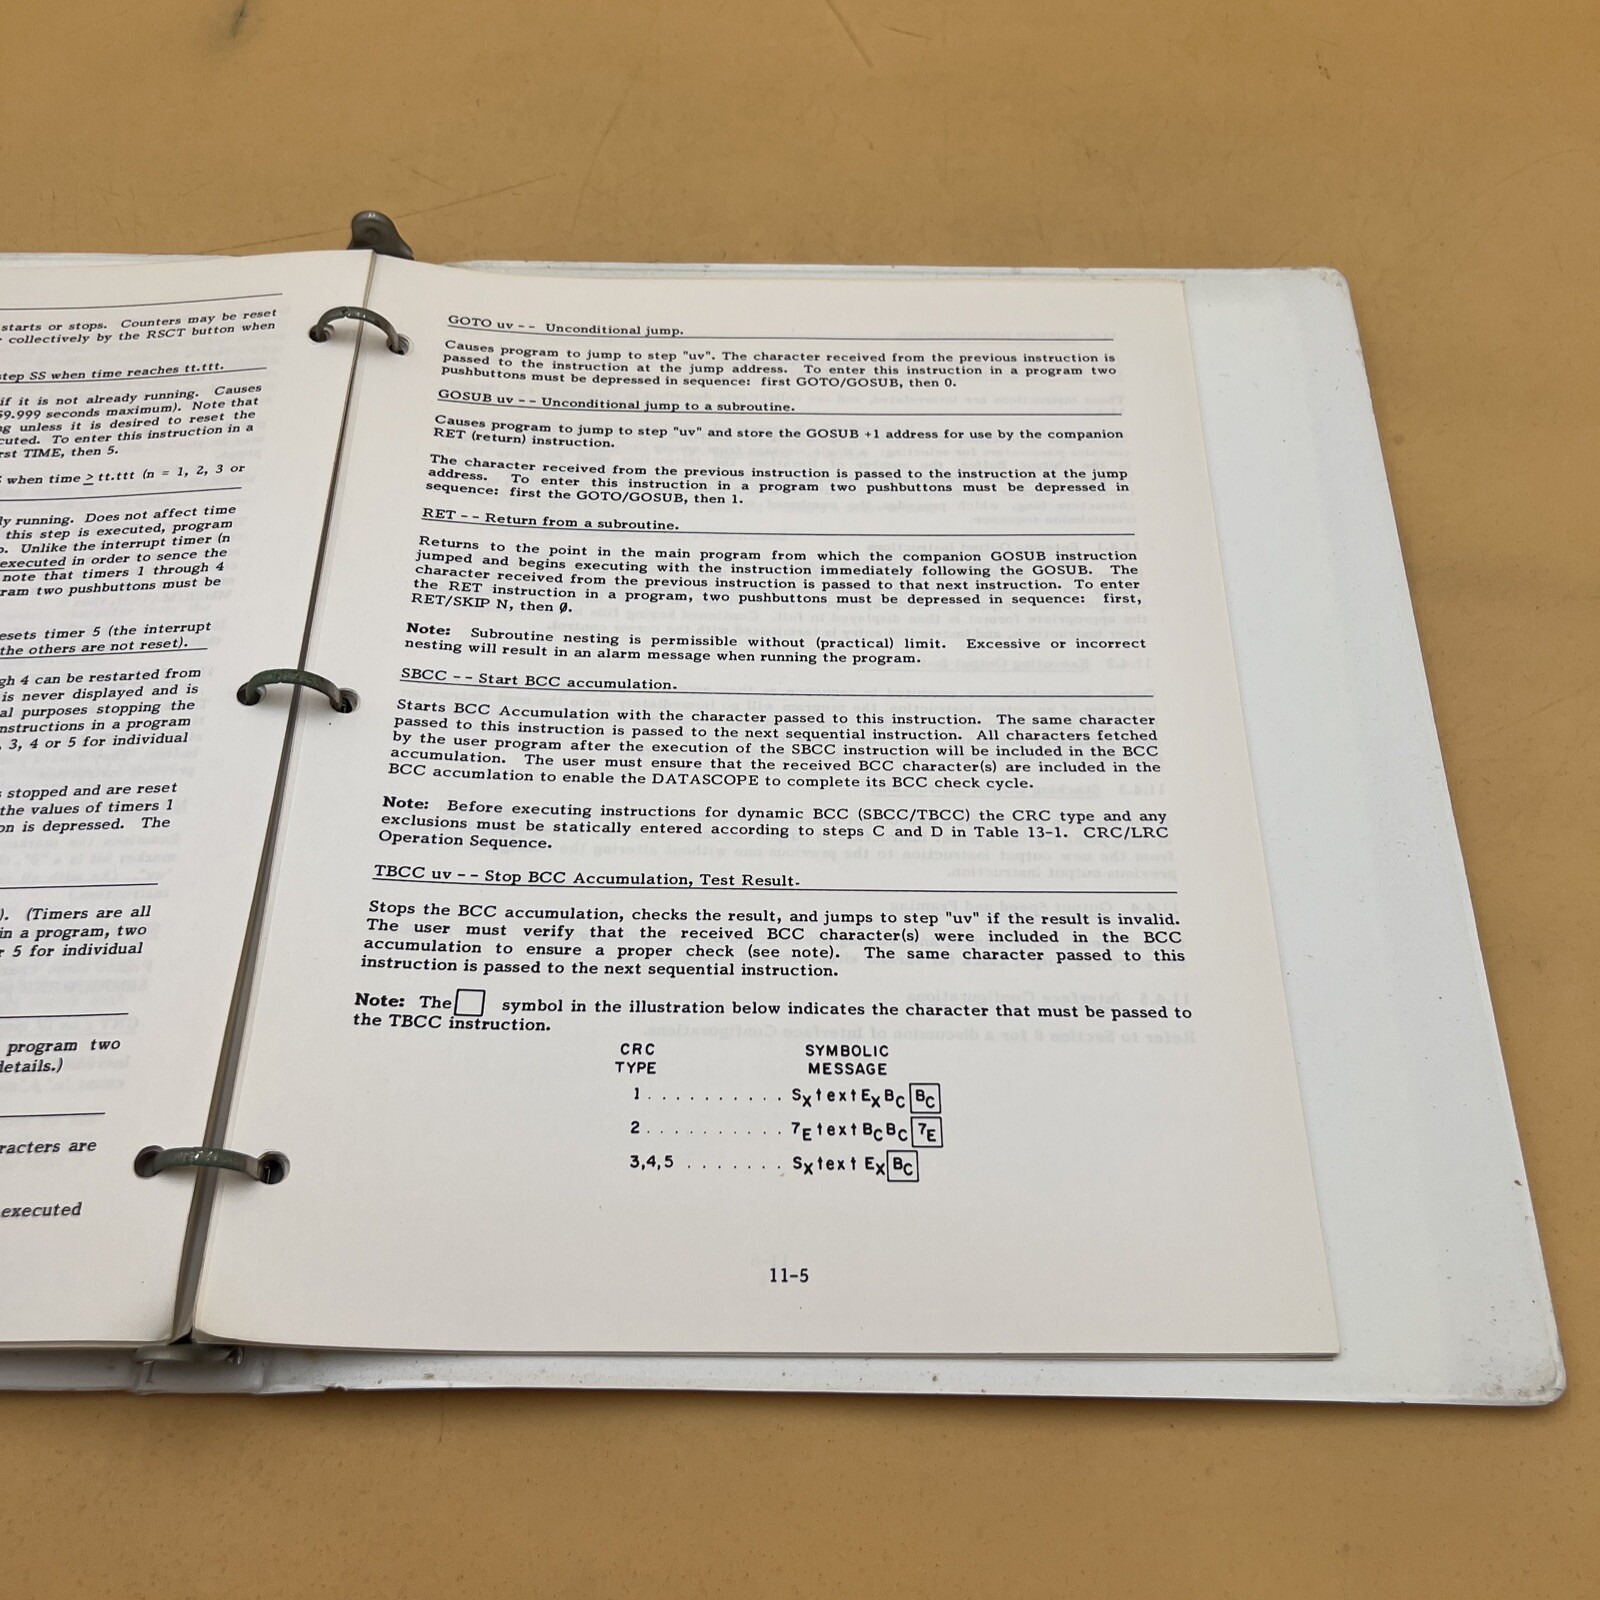 starts or stops. Counters may be reset
collectively by the RSCT button when
step SS when time reaches tt.ttt.
if it is not already running. Causes
59.999 seconds maximum). Note that
unless it is desired to reset the
cuted. To enter this instruction in a
rst TIME, then 5.
when time ≥ tt.ttt (n = 1, 2, 3 or
ly running. Does not affect time
this step is executed, program
Unlike the interrupt timer (n
executed in order to sence the
note that timers 1 through 4
ram two pushbuttons must be
esets timer 5 (the interrupt
the others are not reset).
gh 4 can be restarted from
is never displayed and is
al purposes stopping the
nstructions in a program
, 3, 4 or 5 for individual
stopped and are reset
the values of timers 1
on is depressed. The
). (Timers are all
in a program, two
r 5 for individual
program two
details.)
racters are
executed
GOTO uv -- Unconditional jump.
Causes program to jump to step "uv". The character received from the previous instruction is
passed to the instruction at the jump address. To enter this instruction in a program two
pushbuttons must be depressed in sequence: first GOTO/GOSUB, then 0.
GOSUB uv -- Unconditional jump to a subroutine.
Causes program to jump to step "uv" and store the GOSUB +1 address for use by the companion
RET (return) instruction.
The character received from the previous instruction is passed to the instruction at the jump
address. To enter this instruction in a program two pushbuttons must be depressed in
sequence: first the GOTO/GOSUB, then 1.
RET -- Return from a subroutine.
Returns to the point in the main program from which the companion GOSUB instruction
jumped and begins executing with the instruction immediately following the GOSUB. The
character received from the previous instruction is passed to that next instruction. To enter
the RET instruction in a program, two pushbuttons must be depressed in sequence: first,
RET/SKIP N, then Ø.
Note: Subroutine nesting is permissible without (practical) limit. Excessive or incorrect
nesting will result in an alarm message when running the program.
SBCC -- Start BCC accumulation.
Starts BCC Accumulation with the character passed to this instruction. The same character
passed to this instruction is passed to the next sequential instruction. All characters fetched
by the user program after the execution of the SBCC instruction will be included in the BCC
accumulation. The user must ensure that the received BCC character(s) are included in the
BCC accumlation to enable the DATASCOPE to complete its BCC check cycle.
Note: Before executing instructions for dynamic BCC (SBCC/TBCC) the CRC type and any
exclusions must be statically entered according to steps C and D in Table 13-1. CRC/LRC
Operation Sequence.
TBCC uv -- Stop BCC Accumulation, Test Result.
Stops the BCC accumulation, checks the result, and jumps to step "uv" if the result is invalid.
The user must verify that the received BCC character(s) were included in the BCC
accumulation to ensure a proper check (see note). The same character passed to this
instruction is passed to the next sequential instruction.
Note: The symbol in the illustration below indicates the character that must be passed to
the TBCC instruction.
CRC SYMBOLIC
TYPE MESSAGE
1 . . . . . . . . . . SX text EX BC BC
2 . . . . . . . . . . 7E text BC BC 7E
3,4,5 . . . . . . . SX text EX BC
11-5